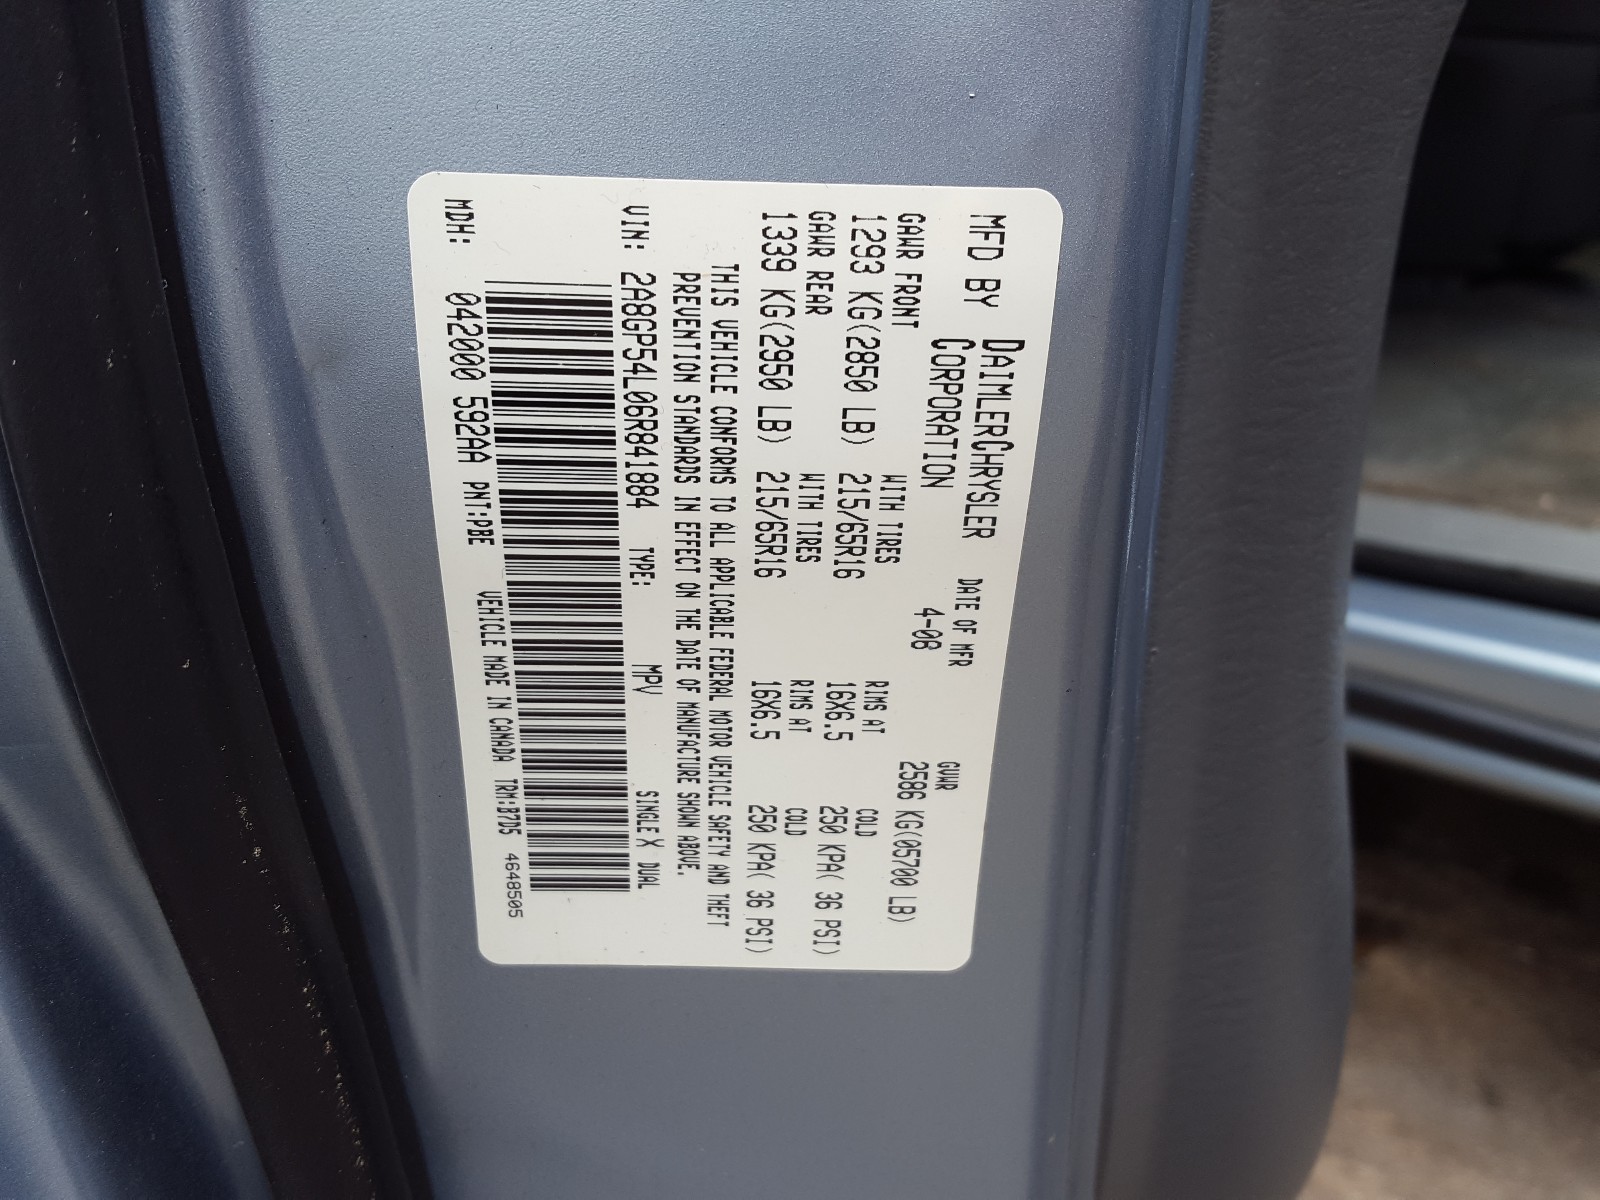 MFD BY DAIMLERCHRYSLER CORPORATION DATE OF MFR 4-08 GVWR 2586 KG(05700 LB)
GAWR FRONT WITH TIRES RIMS AT COLD
1293 KG(2850 LB) 215/65R16 16X6.5 250 KPA( 36 PSI)
GAWR REAR WITH TIRES RIMS AT COLD
1339 KG(2950 LB) 215/65R16 16X6.5 250 KPA( 36 PSI)
THIS VEHICLE CONFORMS TO ALL APPLICABLE FEDERAL MOTOR VEHICLE SAFETY AND THEFT
PREVENTION STANDARDS IN EFFECT ON THE DATE OF MANUFACTURE SHOWN ABOVE.
VIN: 2A8GP54L06R841884 TYPE: MPV SINGLE X DUAL
MDH: 042000 592AA PNT:PBE VEHICLE MADE IN CANADA TRM:B7D5 4648505